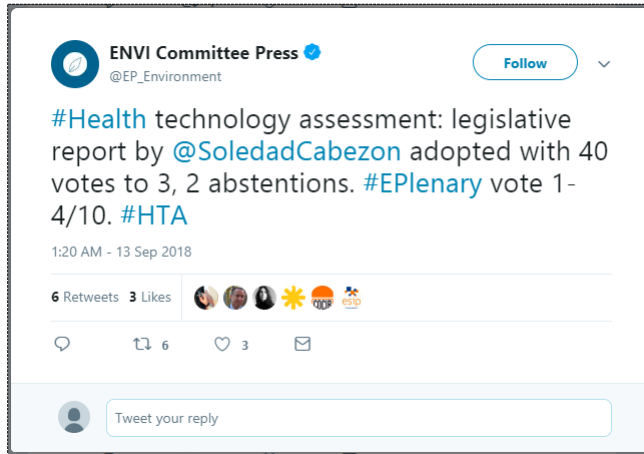 ENVI Committee Press
@EP_Environment
Follow
#Health technology assessment: legislative
report by @SoledadCabezon adopted with 40
votes to 3, 2 abstentions. #EPlenary vote 1-
4/10. #HTA
1:20 AM - 13 Sep 2018
6 Retweets 3 Likes
COCIR
esip
6
3
Tweet your reply